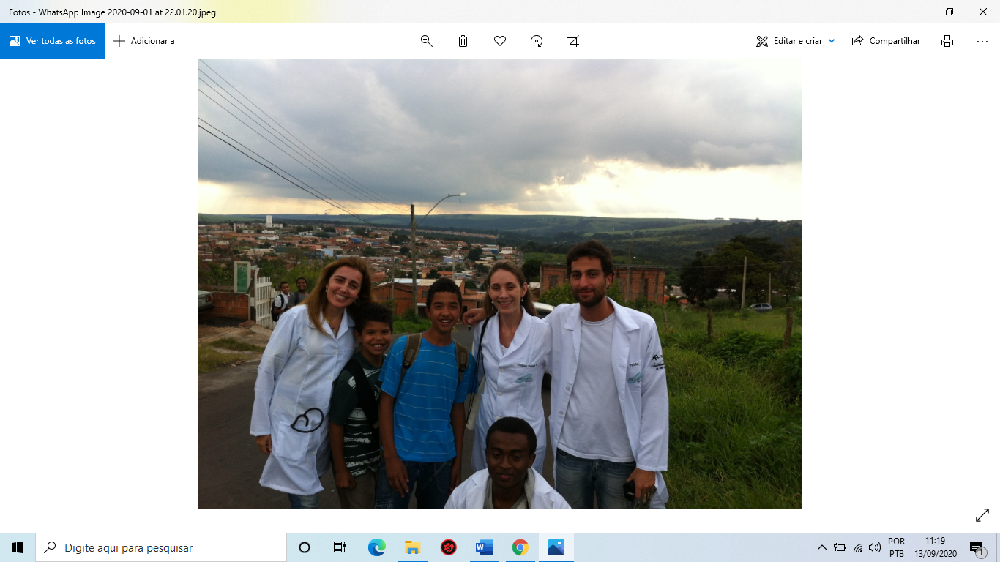 Fotos - WhatsApp Image 2020-09-01 at 22.01.20.jpeg
Ver todas as fotos
Adicionar a
Editar e criar
Compartilhar
Digite aqui para pesquisar
POR
PTB
11:19
13/09/2020
1